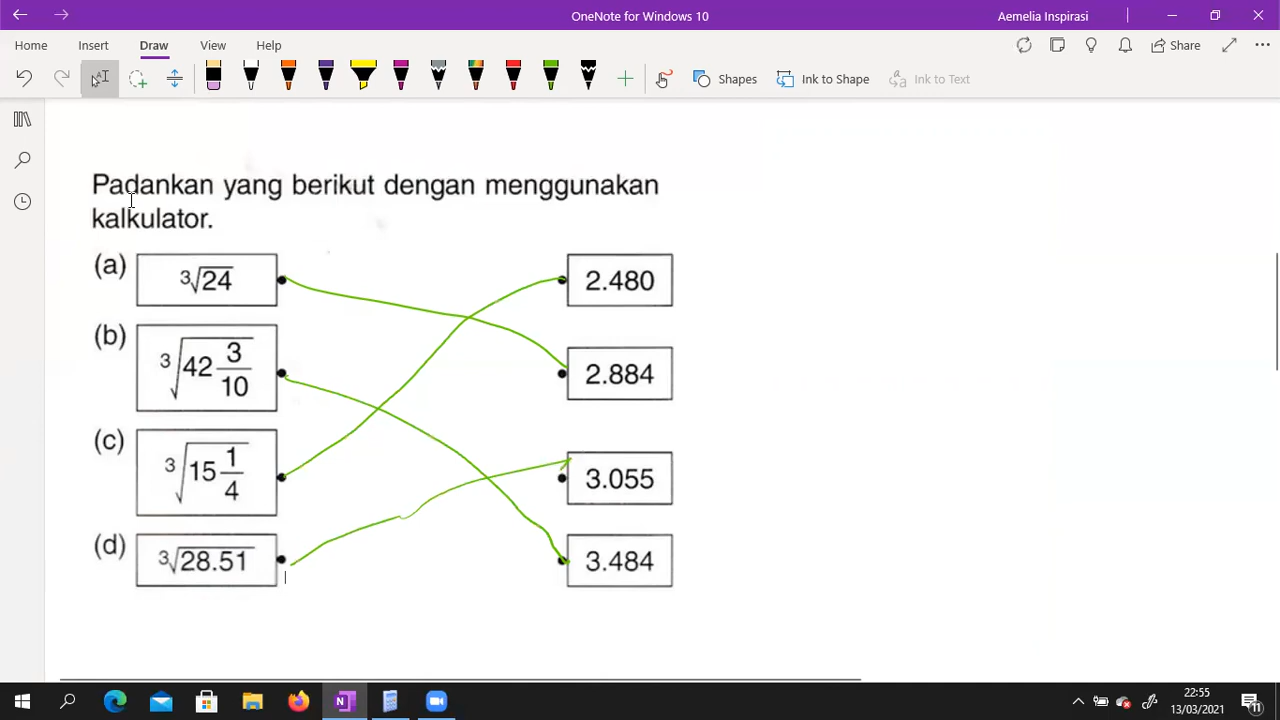 OneNote for Windows 10
Aemelia Inspirasi
Home Insert Draw View Help
Share
Shapes
Ink to Shape
Ink to Text
Padankan yang berikut dengan menggunakan
kalkulator.
(a) ³√24
2.480
(b) ³√42 3/10
2.884
(c) ³√15 1/4
3.055
(d) ³√28.51
3.484
22:55
13/03/2021
11